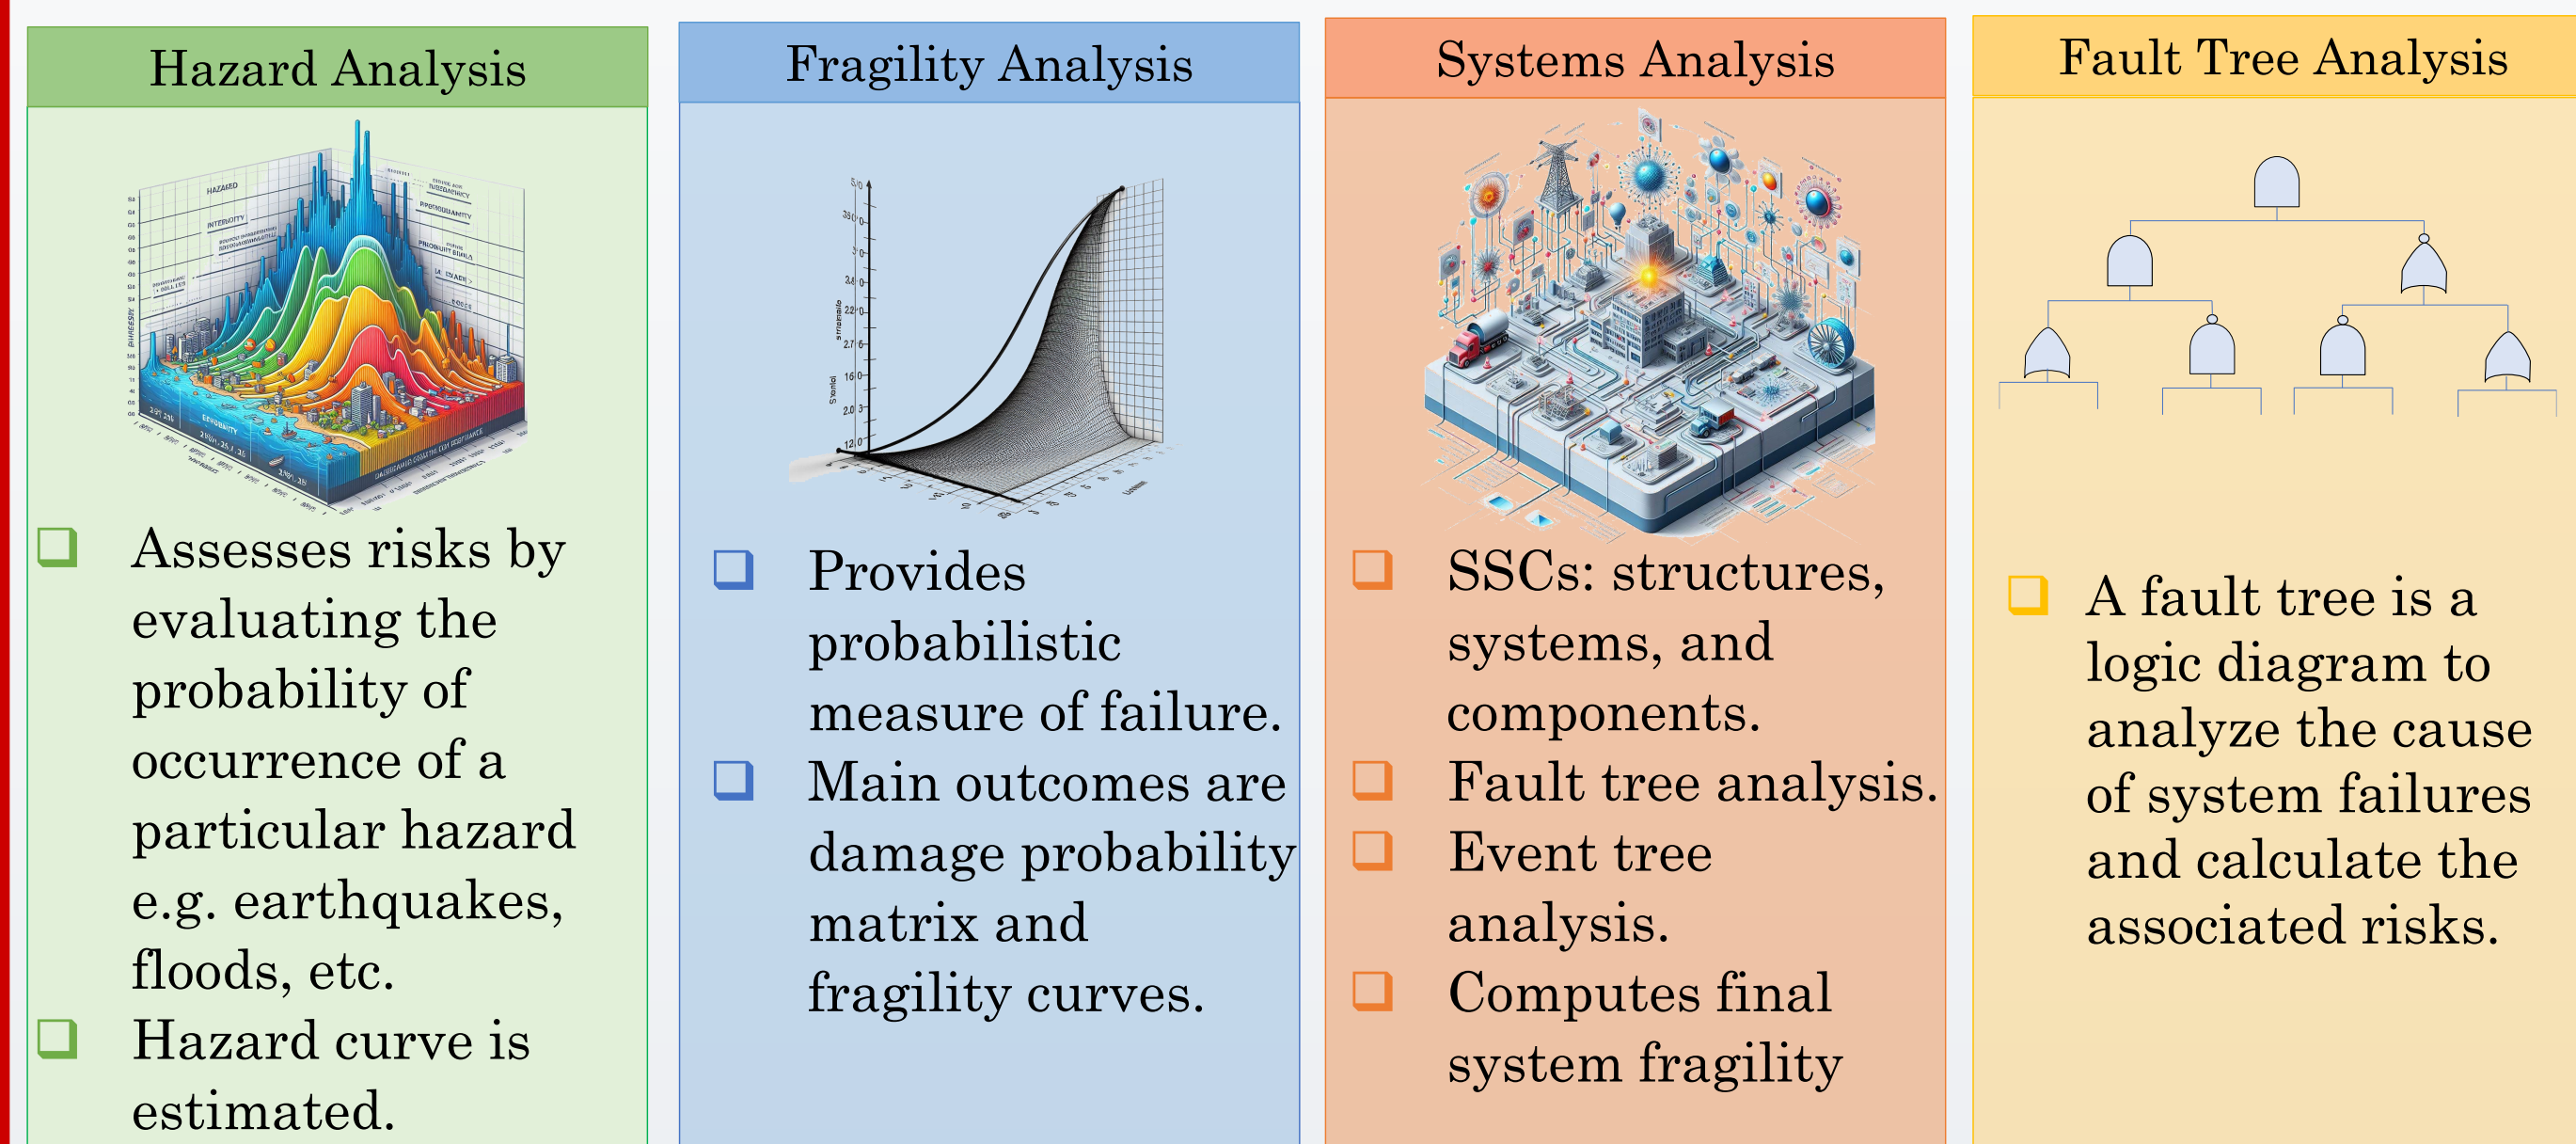 Hazard Analysis
HAZARED
INTERIOITY
Assesses risks by
evaluating the
probability of
occurrence of a
particular hazard
e.g. earthquakes,
floods, etc.
Hazard curve is
estimated.
Fragility Analysis
Provides
probabilistic
measure of failure.
Main outcomes are
damage probability
matrix and
fragility curves.
Systems Analysis
SSCs: structures,
systems, and
components.
Fault tree analysis.
Event tree
analysis.
Computes final
system fragility
Fault Tree Analysis
A fault tree is a
logic diagram to
analyze the cause
of system failures
and calculate the
associated risks.